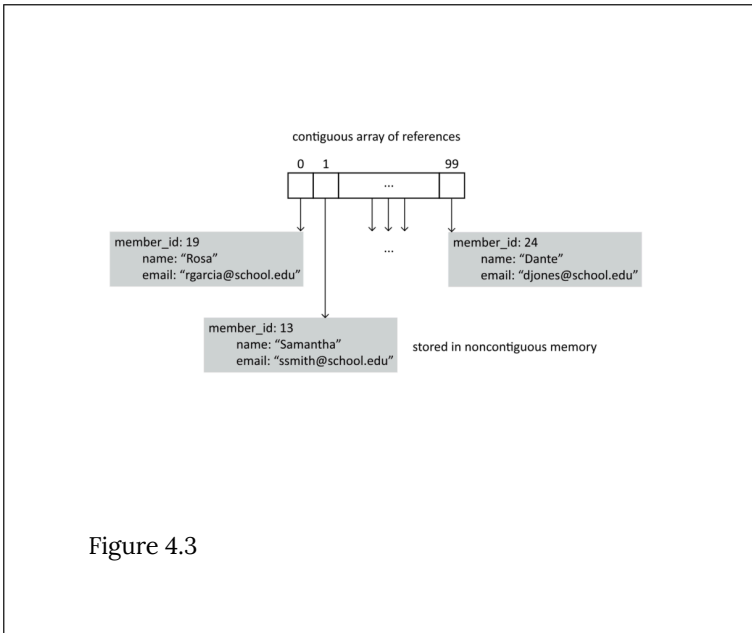 contiguous array of references
0 1 99
...
member_id: 19
name: “Rosa”
email: “rgarcia@school.edu”
...
member_id: 24
name: “Dante”
email: “djones@school.edu”
member_id: 13
name: “Samantha”
email: “ssmith@school.edu”
stored in noncontiguous memory
Figure 4.3